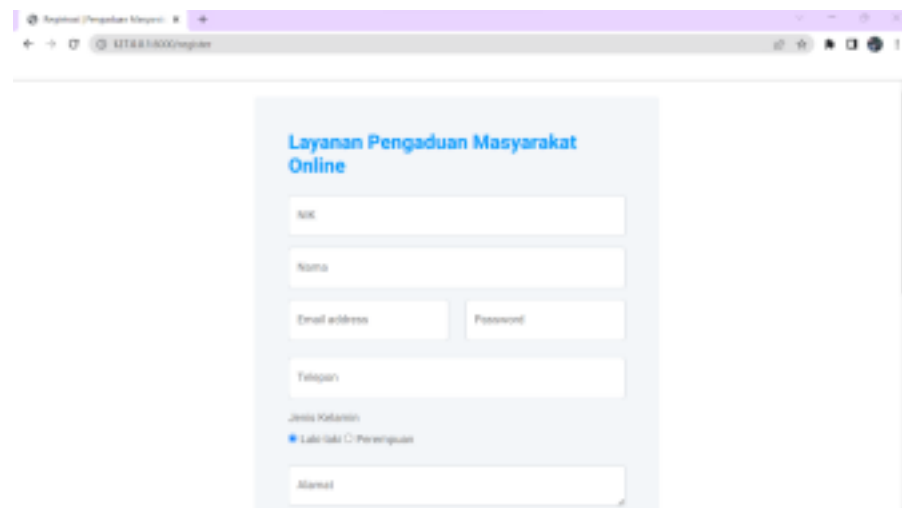 Registrasi | Pengaduan Masyarak
127.0.0.1:8000/register
Layanan Pengaduan Masyarakat
Online
NIK
Nama
Email address Password
Telepon
Jenis Kelamin
Laki-laki Perempuan
Alamat